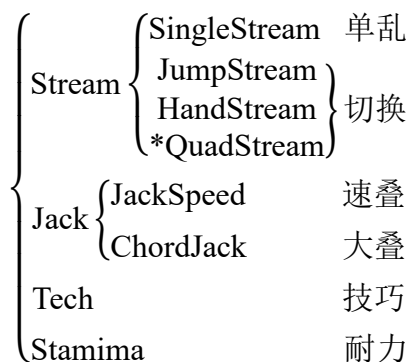 Stream
SingleStream 单乱
JumpStream
HandStream
*QuadStream
切换
Jack
JackSpeed 速叠
ChordJack 大叠
Tech 技巧
Stamima 耐力